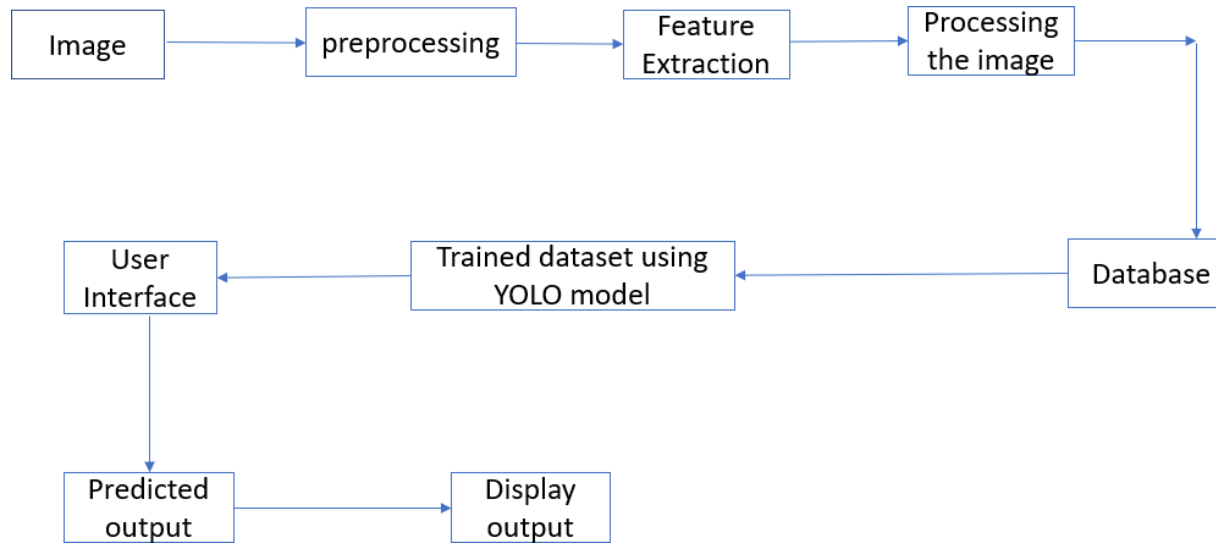 Image
preprocessing
Feature
Extraction
Processing
the image
Database
Trained dataset using
YOLO model
User
Interface
Predicted
output
Display
output